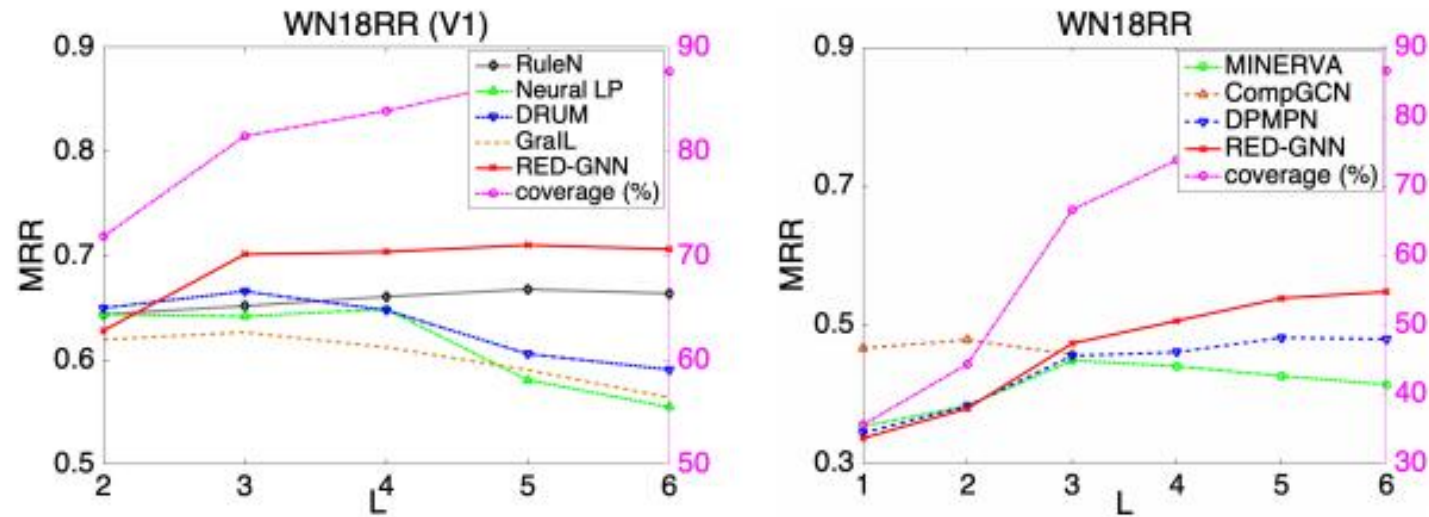 WN18RR (V1)
0.9
0.8
0.7
0.6
0.5
MRR
90
80
70
60
50
RuleN
Neural LP
DRUM
GraIL
RED-GNN
coverage (%)
2
3
4
5
6
L
WN18RR
0.9
0.7
0.5
0.3
MRR
90
80
70
60
50
40
30
MINERVA
CompGCN
DPMPN
RED-GNN
coverage (%)
1
2
3
4
5
6
L